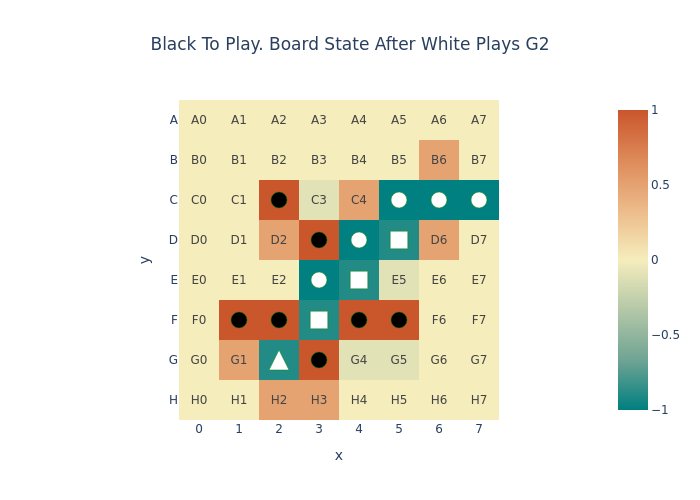 Black To Play. Board State After White Plays G2
A A0 A1 A2 A3 A4 A5 A6 A7
B B0 B1 B2 B3 B4 B5 B6 B7
C C0 C1 C3 C4
D D0 D1 D2 D6 D7
E E0 E1 E2 E5 E6 E7
F F0 F6 F7
G G0 G1 G4 G5 G6 G7
H H0 H1 H2 H3 H4 H5 H6 H7
0 1 2 3 4 5 6 7
x
y
1
0.5
0
−0.5
−1